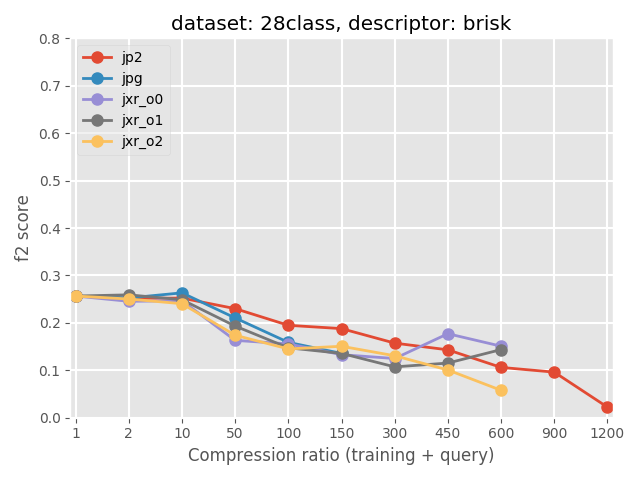 dataset: 28class, descriptor: brisk
0.8
0.7
0.6
0.5
0.4
0.3
0.2
0.1
0.0
f2 score
jp2
jpg
jxr_o0
jxr_o1
jxr_o2
1 2 10 50 100 150 300 450 600 900 1200
Compression ratio (training + query)